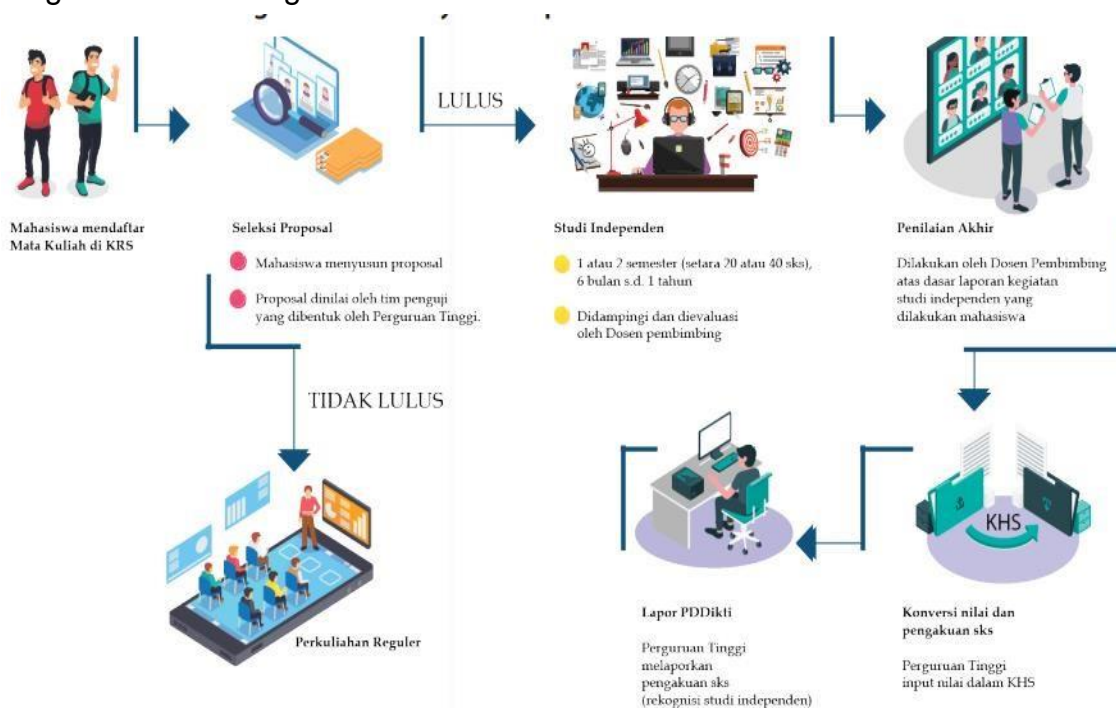 LULUS
Mahasiswa mendaftar
Mata Kuliah di KRS
Seleksi Proposal
Mahasiswa menyusun proposal
Proposal dinilai oleh tim penguji
yang dibentuk oleh Perguruan Tinggi.
Studi Independen
1 atau 2 semester (setara 20 atau 40 sks),
6 bulan s.d. 1 tahun
Didampingi dan dievaluasi
oleh Dosen pembimbing
Penilaian Akhir
Dilakukan oleh Dosen Pembimbing
atas dasar laporan kegiatan
studi independen yang
dilakukan mahasiswa
TIDAK LULUS
Perkuliahan Reguler
KHS
Lapor PDDikti
Perguruan Tinggi
melaporkan
pengakuan sks
(rekognisi studi independen)
Konversi nilai dan
pengakuan sks
Perguruan Tinggi
input nilai dalam KHS